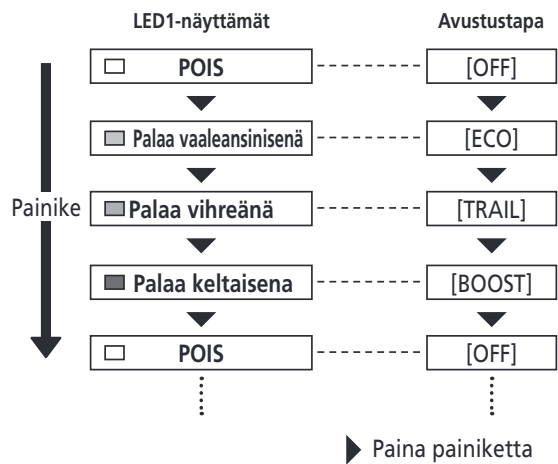 LED1-näyttämät Avustustapa
POIS [OFF]
Palaa vaaleansinisenä [ECO]
Painike Palaa vihreänä [TRAIL]
Palaa keltaisena [BOOST]
POIS [OFF]
Paina painiketta